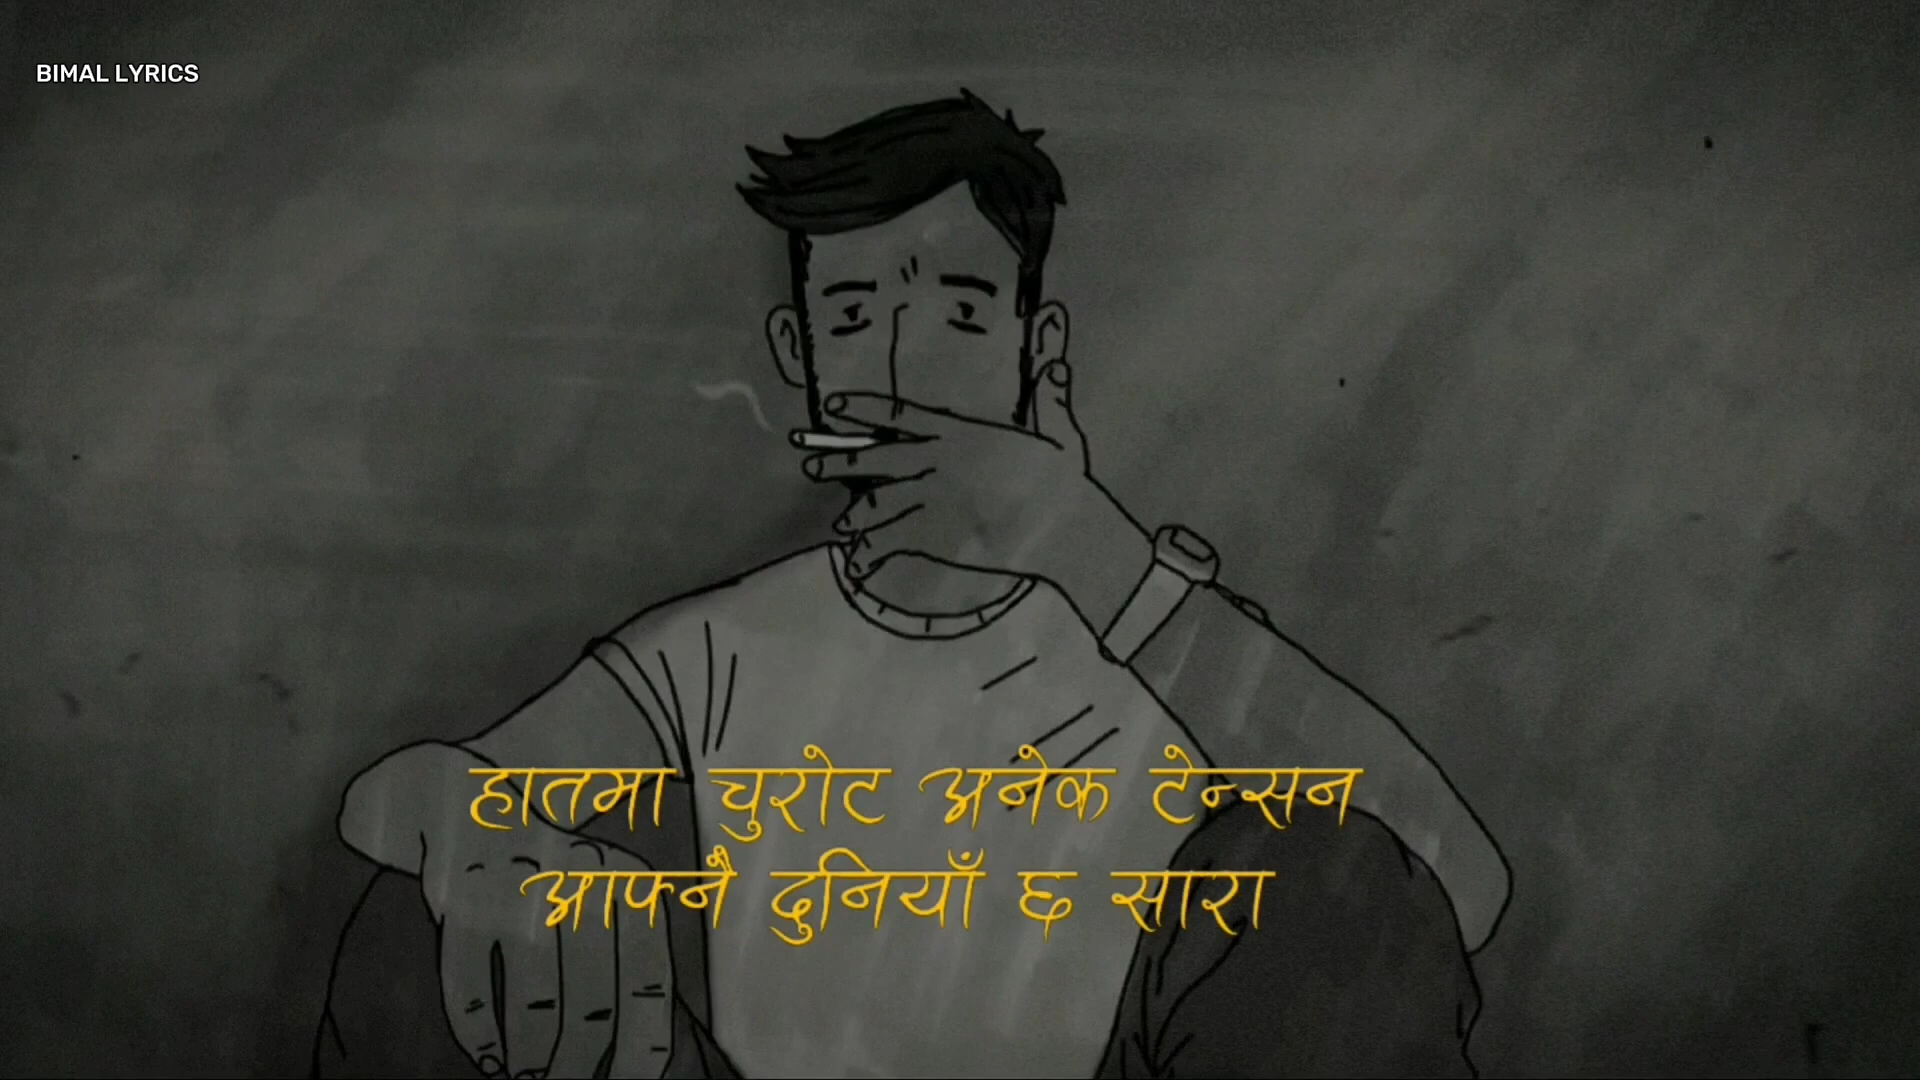 BIMAL LYRICS
हातमा चुरोट अनेक टेन्सन
आफ्नै दुनियाँ छ सारा